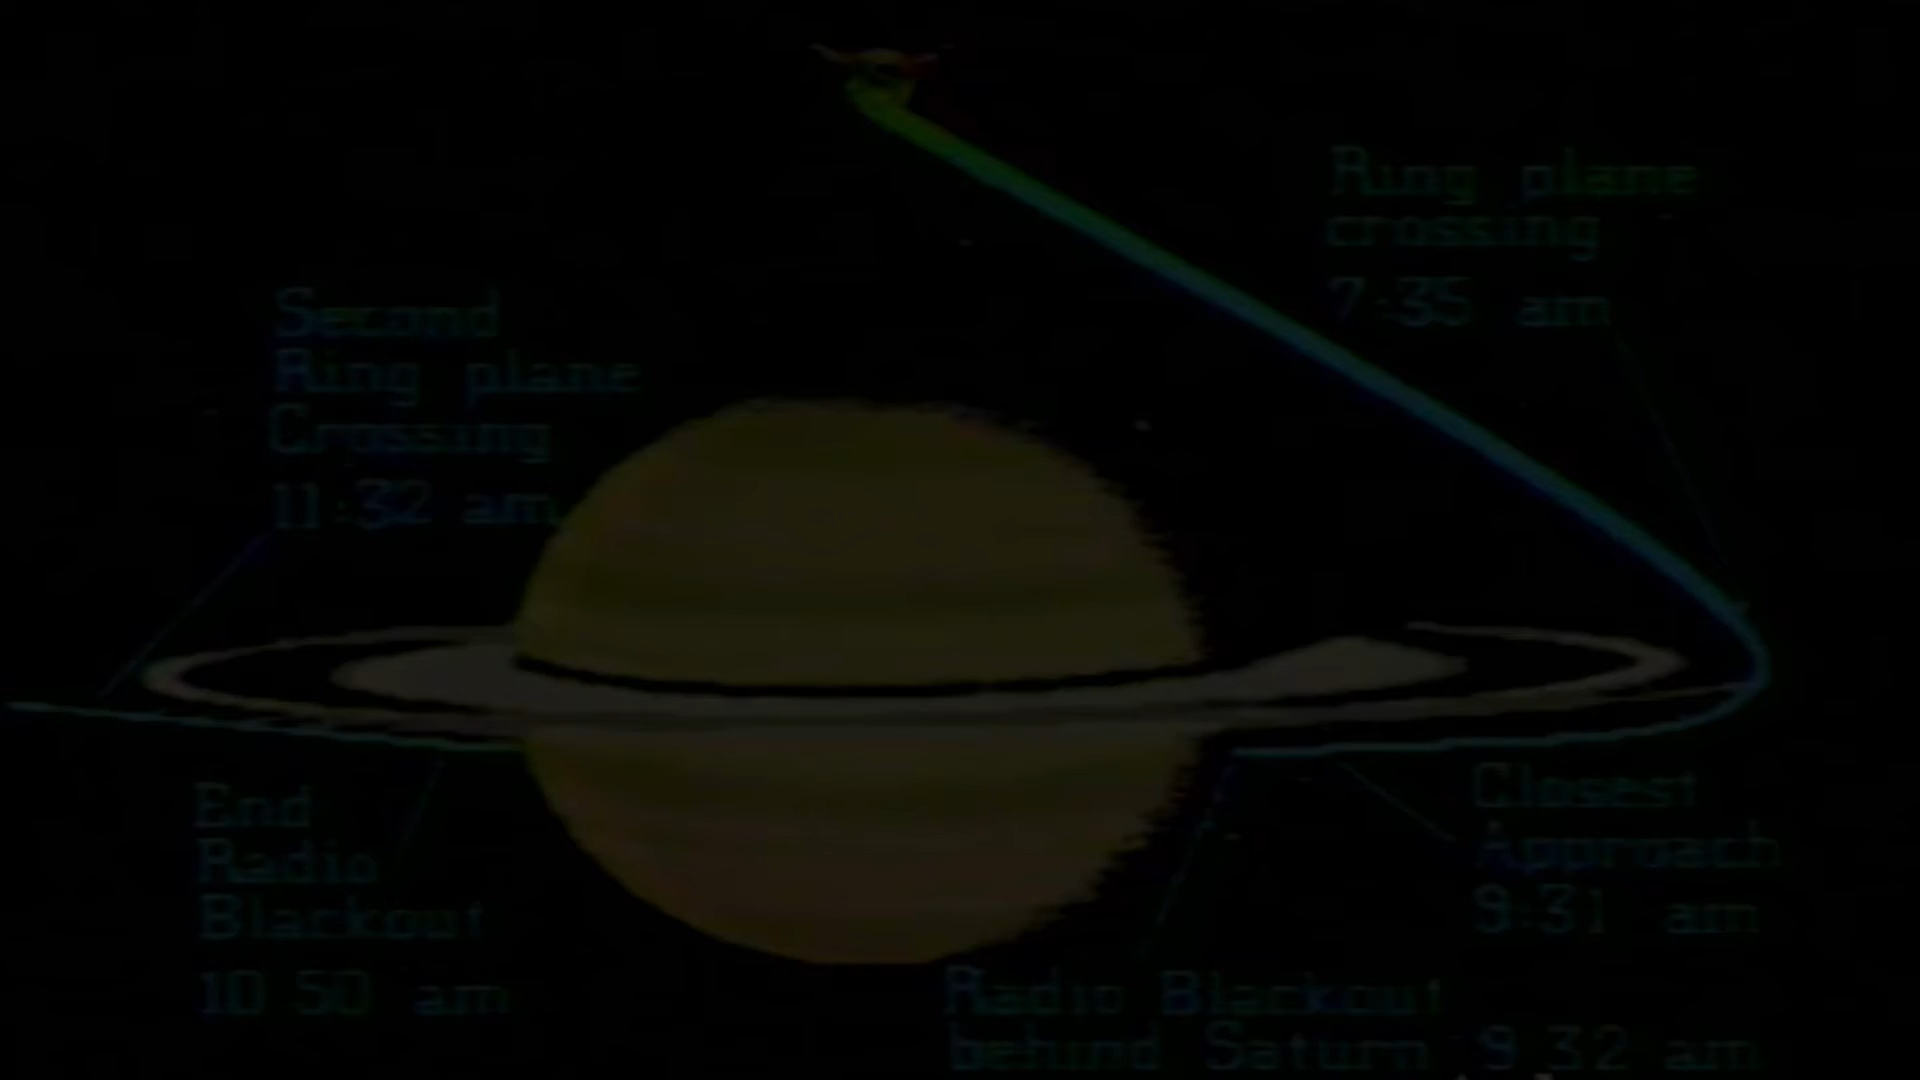 Ring plane
crossing
7:35 am
Second
Ring plane
Crossing
11:32 am
End
Radio
Blackout
10 50 am
Closest
Approach
9:31 am
Radio Blackout
behind Saturn 9 32 am